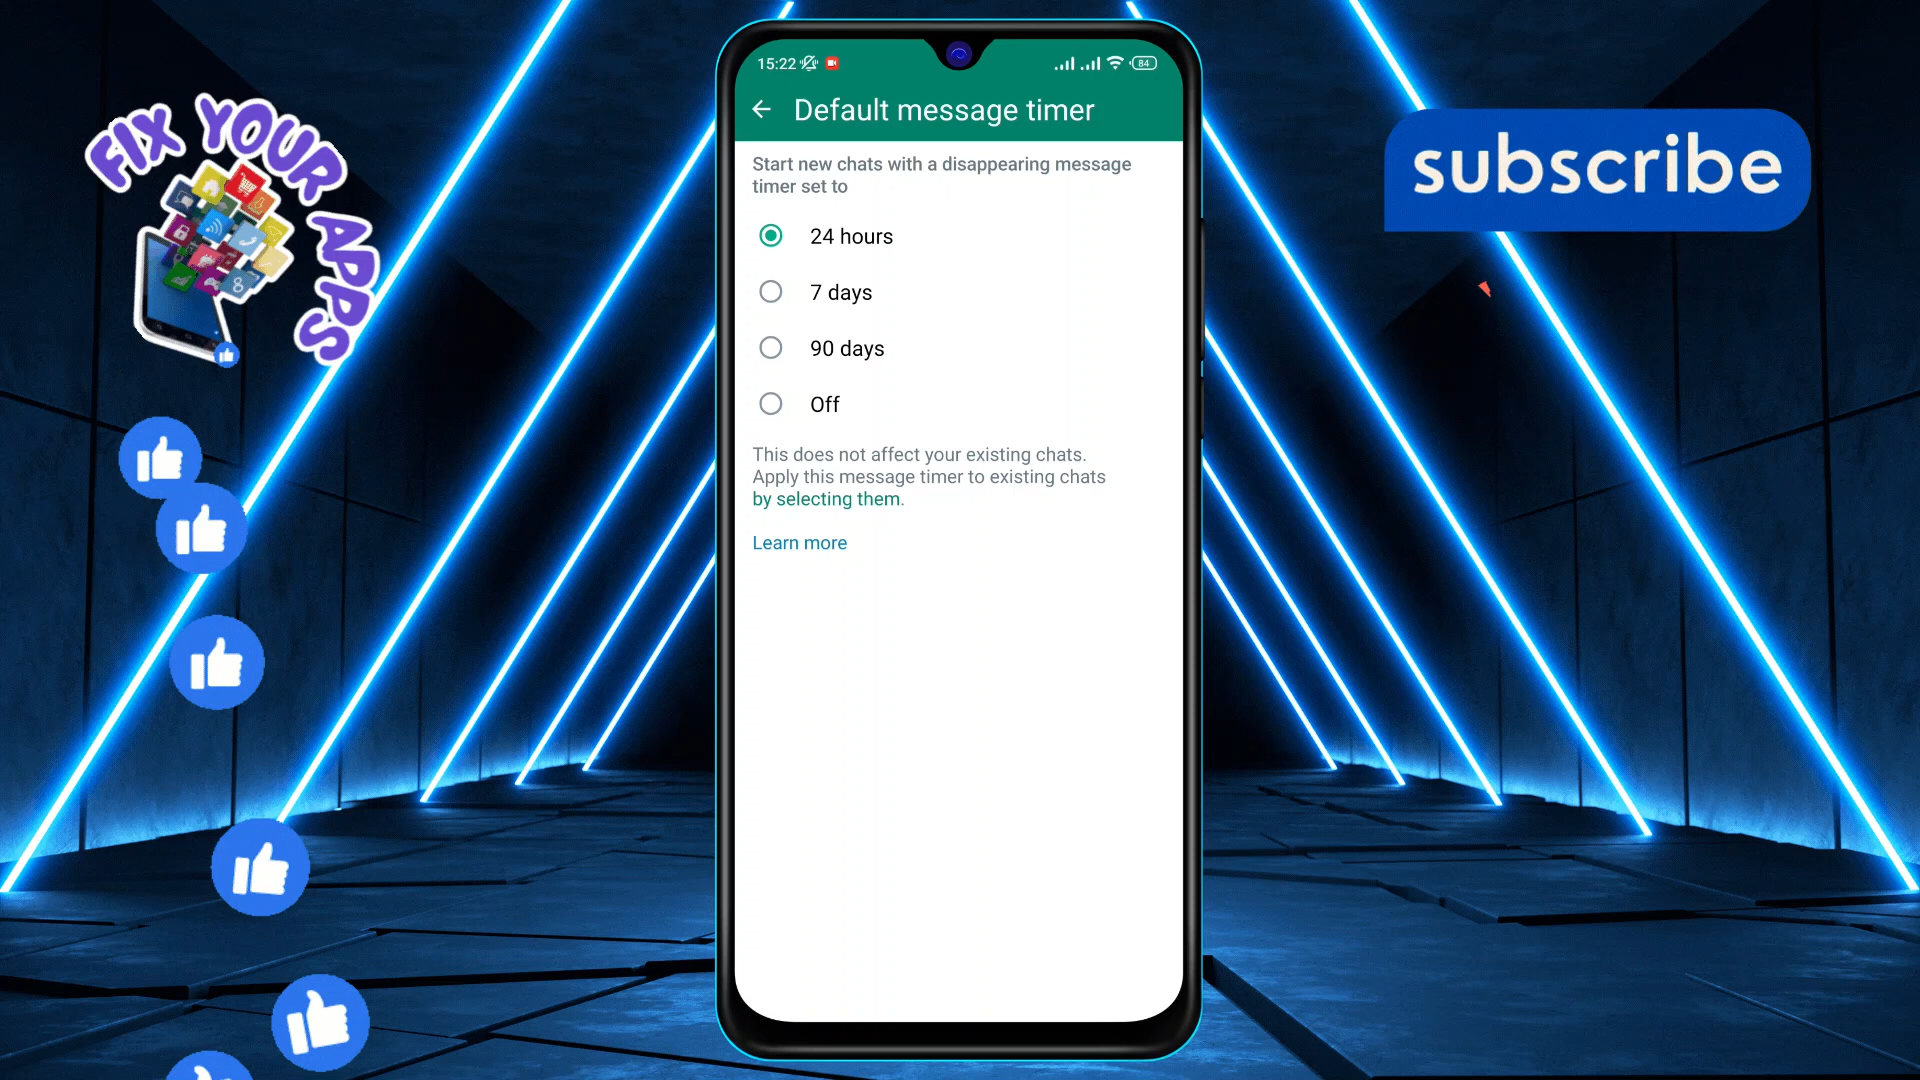 FIX YOUR APPS
subscribe
15:22
84
Default message timer
Start new chats with a disappearing message
timer set to
24 hours
7 days
90 days
Off
This does not affect your existing chats.
Apply this message timer to existing chats
by selecting them.
Learn more